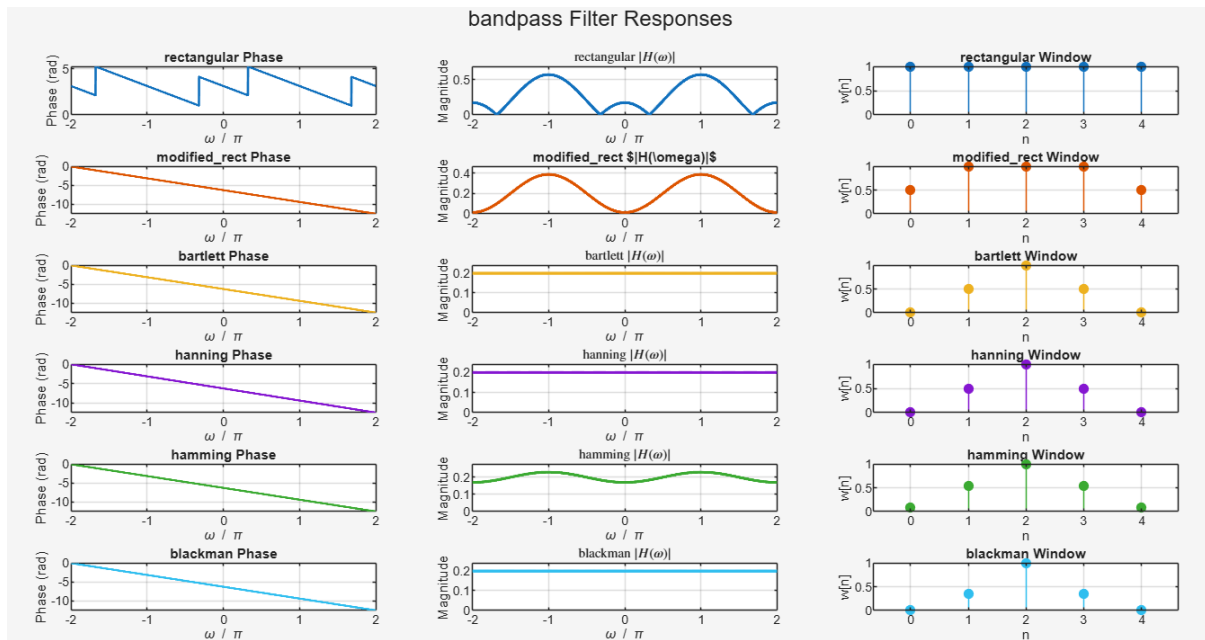 bandpass Filter Responses
rectangular Phase
Phase (rad)
5
0
-2 -1 0 1 2
ω / π
rectangular |H(ω)|
Magnitude
0.5
0
-2 -1 0 1 2
ω / π
rectangular Window
w[n]
1
0.5
0
0 1 2 3 4
n
modified_rect Phase
Phase (rad)
0
-5
-10
-2 -1 0 1 2
ω / π
modified_rect $|H(\omega)|$
Magnitude
0.4
0.2
0
-2 -1 0 1 2
ω / π
modified_rect Window
w[n]
1
0.5
0
0 1 2 3 4
n
bartlett Phase
Phase (rad)
0
-5
-10
-2 -1 0 1 2
ω / π
bartlett |H(ω)|
Magnitude
0.2
0.1
0
-2 -1 0 1 2
ω / π
bartlett Window
w[n]
1
0.5
0
0 1 2 3 4
n
hanning Phase
Phase (rad)
0
-5
-10
-2 -1 0 1 2
ω / π
hanning |H(ω)|
Magnitude
0.2
0.1
0
-2 -1 0 1 2
ω / π
hanning Window
w[n]
1
0.5
0
0 1 2 3 4
n
hamming Phase
Phase (rad)
0
-5
-10
-2 -1 0 1 2
ω / π
hamming |H(ω)|
Magnitude
0.2
0.1
0
-2 -1 0 1 2
ω / π
hamming Window
w[n]
1
0.5
0
0 1 2 3 4
n
blackman Phase
Phase (rad)
0
-5
-10
-2 -1 0 1 2
ω / π
blackman |H(ω)|
Magnitude
0.2
0.1
0
-2 -1 0 1 2
ω / π
blackman Window
w[n]
1
0.5
0
0 1 2 3 4
n